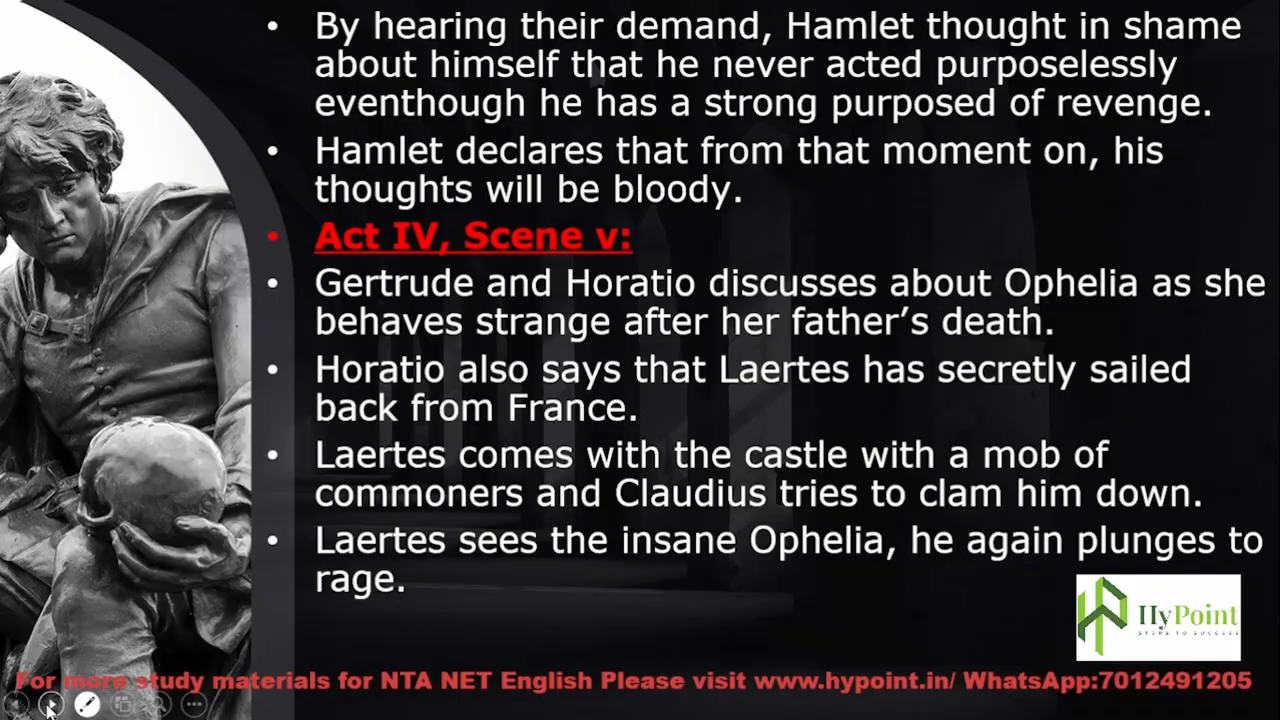 • By hearing their demand, Hamlet thought in shame
about himself that he never acted purposelessly
eventhough he has a strong purposed of revenge.
• Hamlet declares that from that moment on, his
thoughts will be bloody.
• Act IV, Scene v:
• Gertrude and Horatio discusses about Ophelia as she
behaves strange after her father’s death.
• Horatio also says that Laertes has secretly sailed
back from France.
• Laertes comes with the castle with a mob of
commoners and Claudius tries to clam him down.
• Laertes sees the insane Ophelia, he again plunges to
rage.
HyPoint
STEPS TO SUCCESS
For more study materials for NTA NET English Please visit www.hypoint.in/ WhatsApp:7012491205